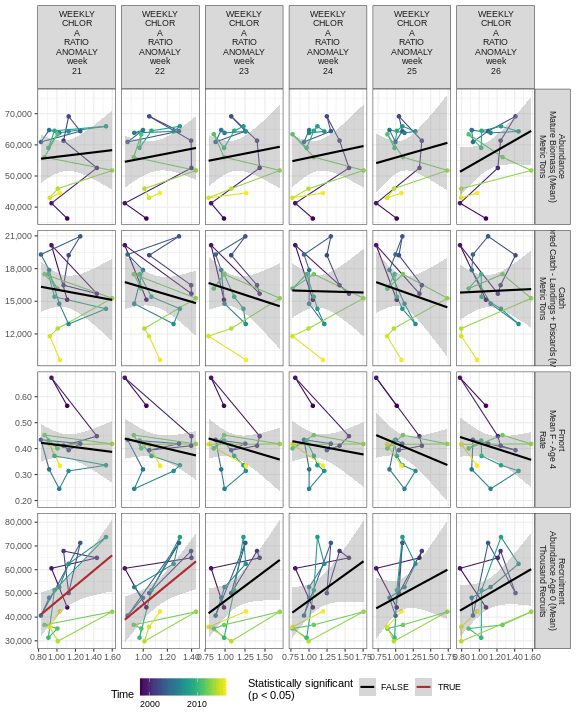 WEEKLY
CHLOR
A
RATIO
ANOMALY
week
21
WEEKLY
CHLOR
A
RATIO
ANOMALY
week
22
WEEKLY
CHLOR
A
RATIO
ANOMALY
week
23
WEEKLY
CHLOR
A
RATIO
ANOMALY
week
24
WEEKLY
CHLOR
A
RATIO
ANOMALY
week
25
WEEKLY
CHLOR
A
RATIO
ANOMALY
week
26
70,000
60,000
50,000
40,000
Abundance
Mature Biomass (Mean)
Metric Tons
21,000
18,000
15,000
12,000
Catch
Catch - Landings + Discards
Metric Tons
0.60
0.50
0.40
0.30
0.20
Fmort
Mean F - Age 4
Rate
80,000
70,000
60,000
50,000
40,000
30,000
Recruitment
Abundance Age 0 (Mean)
Thousand Recruits
0.80 1.00 1.20 1.40 1.60
1.00 1.20 1.40
0.75 1.00 1.25 1.50
0.75 1.00 1.25 1.50 1.75
0.75 1.00 1.25 1.50 1.75
0.80 1.00 1.20 1.40 1.60
Time
2000 2010
Statistically significant
(p < 0.05)
FALSE
TRUE